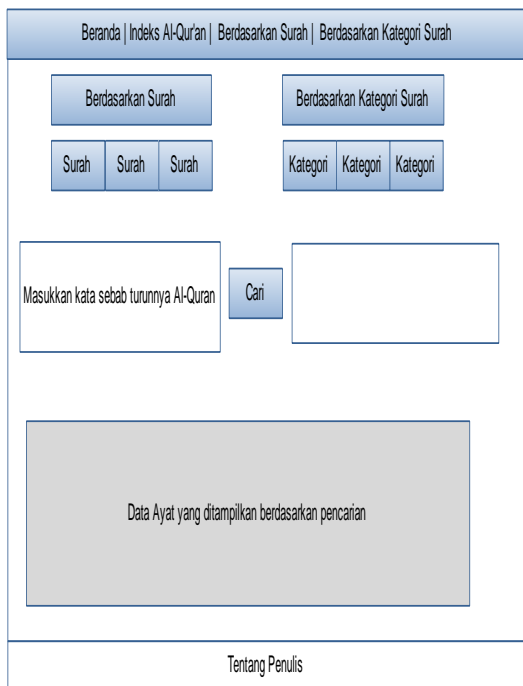 Beranda | Indeks Al-Qur'an | Berdasarkan Surah | Berdasarkan Kategori Surah
Berdasarkan Surah
Berdasarkan Kategori Surah
Surah Surah Surah
Kategori Kategori Kategori
Masukkan kata sebab turunnya Al-Quran
Cari
Data Ayat yang ditampilkan berdasarkan pencarian
Tentang Penulis